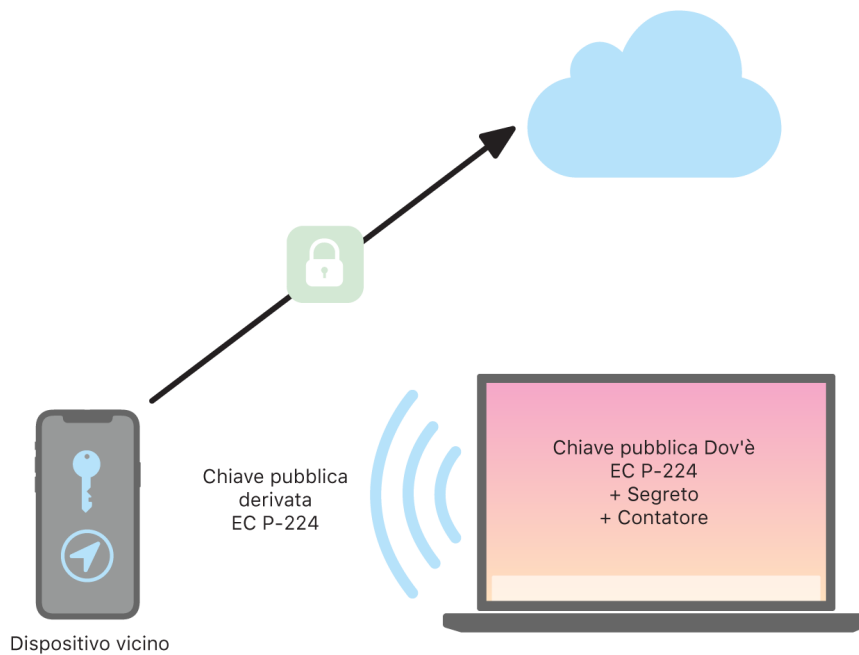 Chiave pubblica Dov'è
EC P-224
+ Segreto
+ Contatore
Chiave pubblica
derivata
EC P-224
Dispositivo vicino